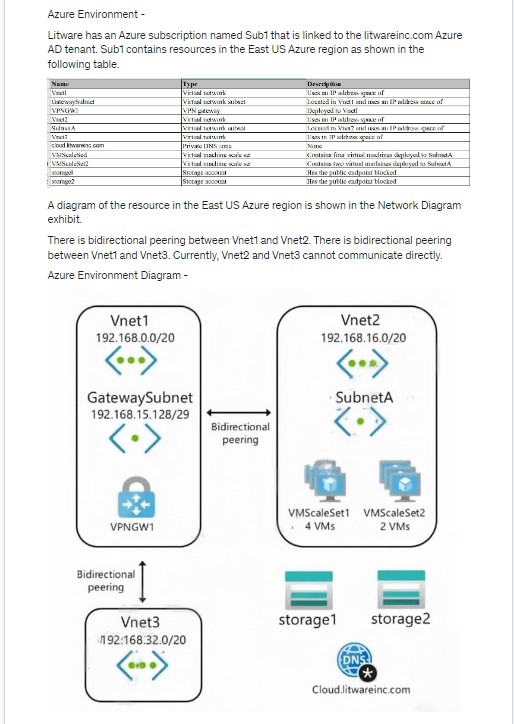 Azure Environment -
Litware has an Azure subscription named Sub1 that is linked to the litwareinc.com Azure
AD tenant. Sub1 contains resources in the East US Azure region as shown in the
following table.
Name Type Description
Vnet1 Virtual network Uses an IP address space of
GatewaySubnet Virtual network subnet Located in Vnet1 and uses an IP address space of
VPNGW1 VPN gateway Deployed to Vnet1
Vnet2 Virtual network Uses an IP address space of
SubnetA Virtual network subnet Located in Vnet2 and uses an IP address space of
Vnet3 Virtual network Uses an IP address space of
cloud.litwareinc.com Private DNS zone None
VMScaleSet1 Virtual machine scale set Contains four virtual machines deployed to SubnetA
VMScaleSet2 Virtual machine scale set Contains two virtual machines deployed to SubnetA
storage1 Storage account Has the public endpoint blocked
storage2 Storage account Has the public endpoint blocked
A diagram of the resource in the East US Azure region is shown in the Network Diagram
exhibit.
There is bidirectional peering between Vnet1 and Vnet2. There is bidirectional peering
between Vnet1 and Vnet3. Currently, Vnet2 and Vnet3 cannot communicate directly.
Azure Environment Diagram -
Vnet1
192.168.0.0/20
GatewaySubnet
192.168.15.128/29
VPNGW1
Bidirectional
peering
Vnet2
192.168.16.0/20
SubnetA
VMScaleSet1 VMScaleSet2
4 VMs 2 VMs
Bidirectional
peering
Vnet3
192.168.32.0/20
storage1 storage2
DNS
Cloud.litwareinc.com